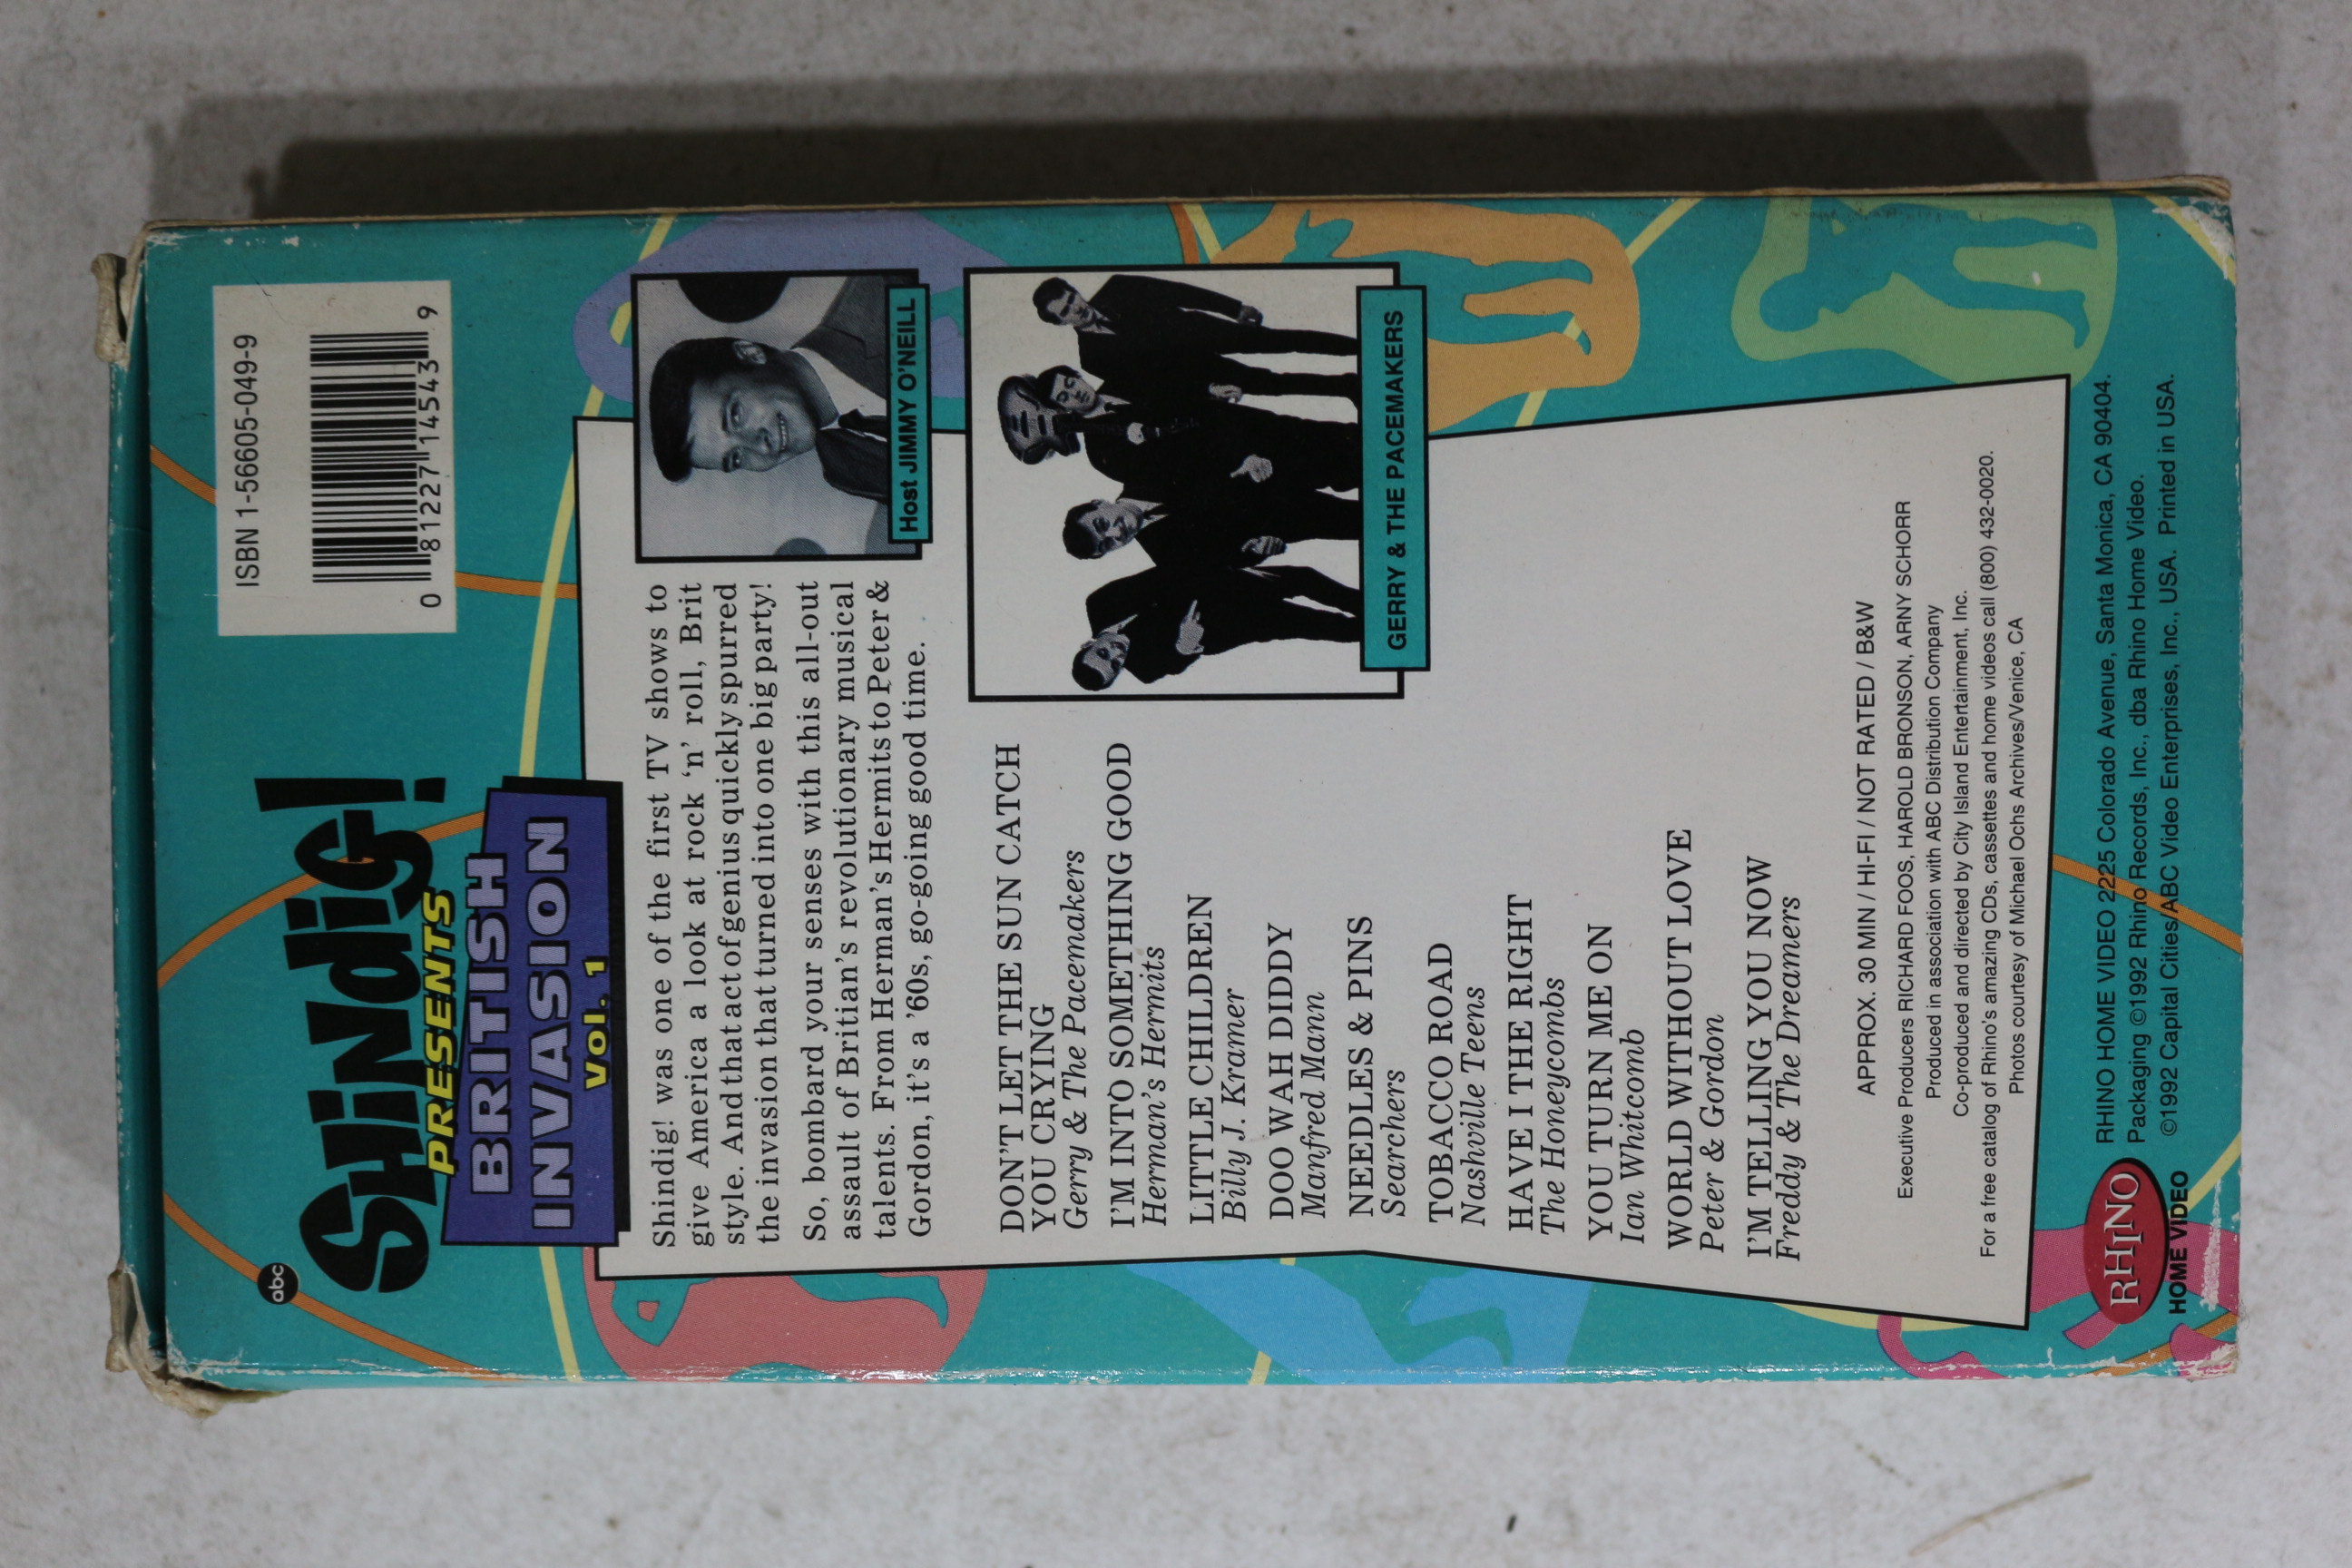 abc
SHiNdiG!
PRESENTS
BRITISH
INVASION
Vol. 1
ISBN 1-56605-049-9
0 81227 14543 9
Shindig! was one of the first TV shows to
give America a look at rock ‘n’ roll, Brit
style. And that act of genius quickly spurred
the invasion that turned into one big party!
So, bombard your senses with this all-out
assault of Britian’s revolutionary musical
talents. From Herman’s Hermits to Peter &
Gordon, it’s a ’60s, go-going good time.
Host JIMMY O'NEILL
GERRY & THE PACEMAKERS
DON’T LET THE SUN CATCH
YOU CRYING
Gerry & The Pacemakers
I’M INTO SOMETHING GOOD
Herman’s Hermits
LITTLE CHILDREN
Billy J. Kramer
DOO WAH DIDDY
Manfred Mann
NEEDLES & PINS
Searchers
TOBACCO ROAD
Nashville Teens
HAVE I THE RIGHT
The Honeycombs
YOU TURN ME ON
Ian Whitcomb
WORLD WITHOUT LOVE
Peter & Gordon
I’M TELLING YOU NOW
Freddy & The Dreamers
APPROX. 30 MIN / HI-FI / NOT RATED / B&W
Executive Producers RICHARD FOOS, HAROLD BRONSON, ARNY SCHORR
Produced in association with ABC Distribution Company
Co-produced and directed by City Island Entertainment, Inc.
For a free catalog of Rhino’s amazing CDs, cassettes and home videos call (800) 432-0020.
Photos courtesy of Michael Ochs Archives/Venice, CA
RHINO
HOME VIDEO
RHINO HOME VIDEO 2225 Colorado Avenue, Santa Monica, CA 90404.
Packaging ©1992 Rhino Records, Inc., dba Rhino Home Video.
©1992 Capital Cities/ABC Video Enterprises, Inc., USA. Printed in USA.